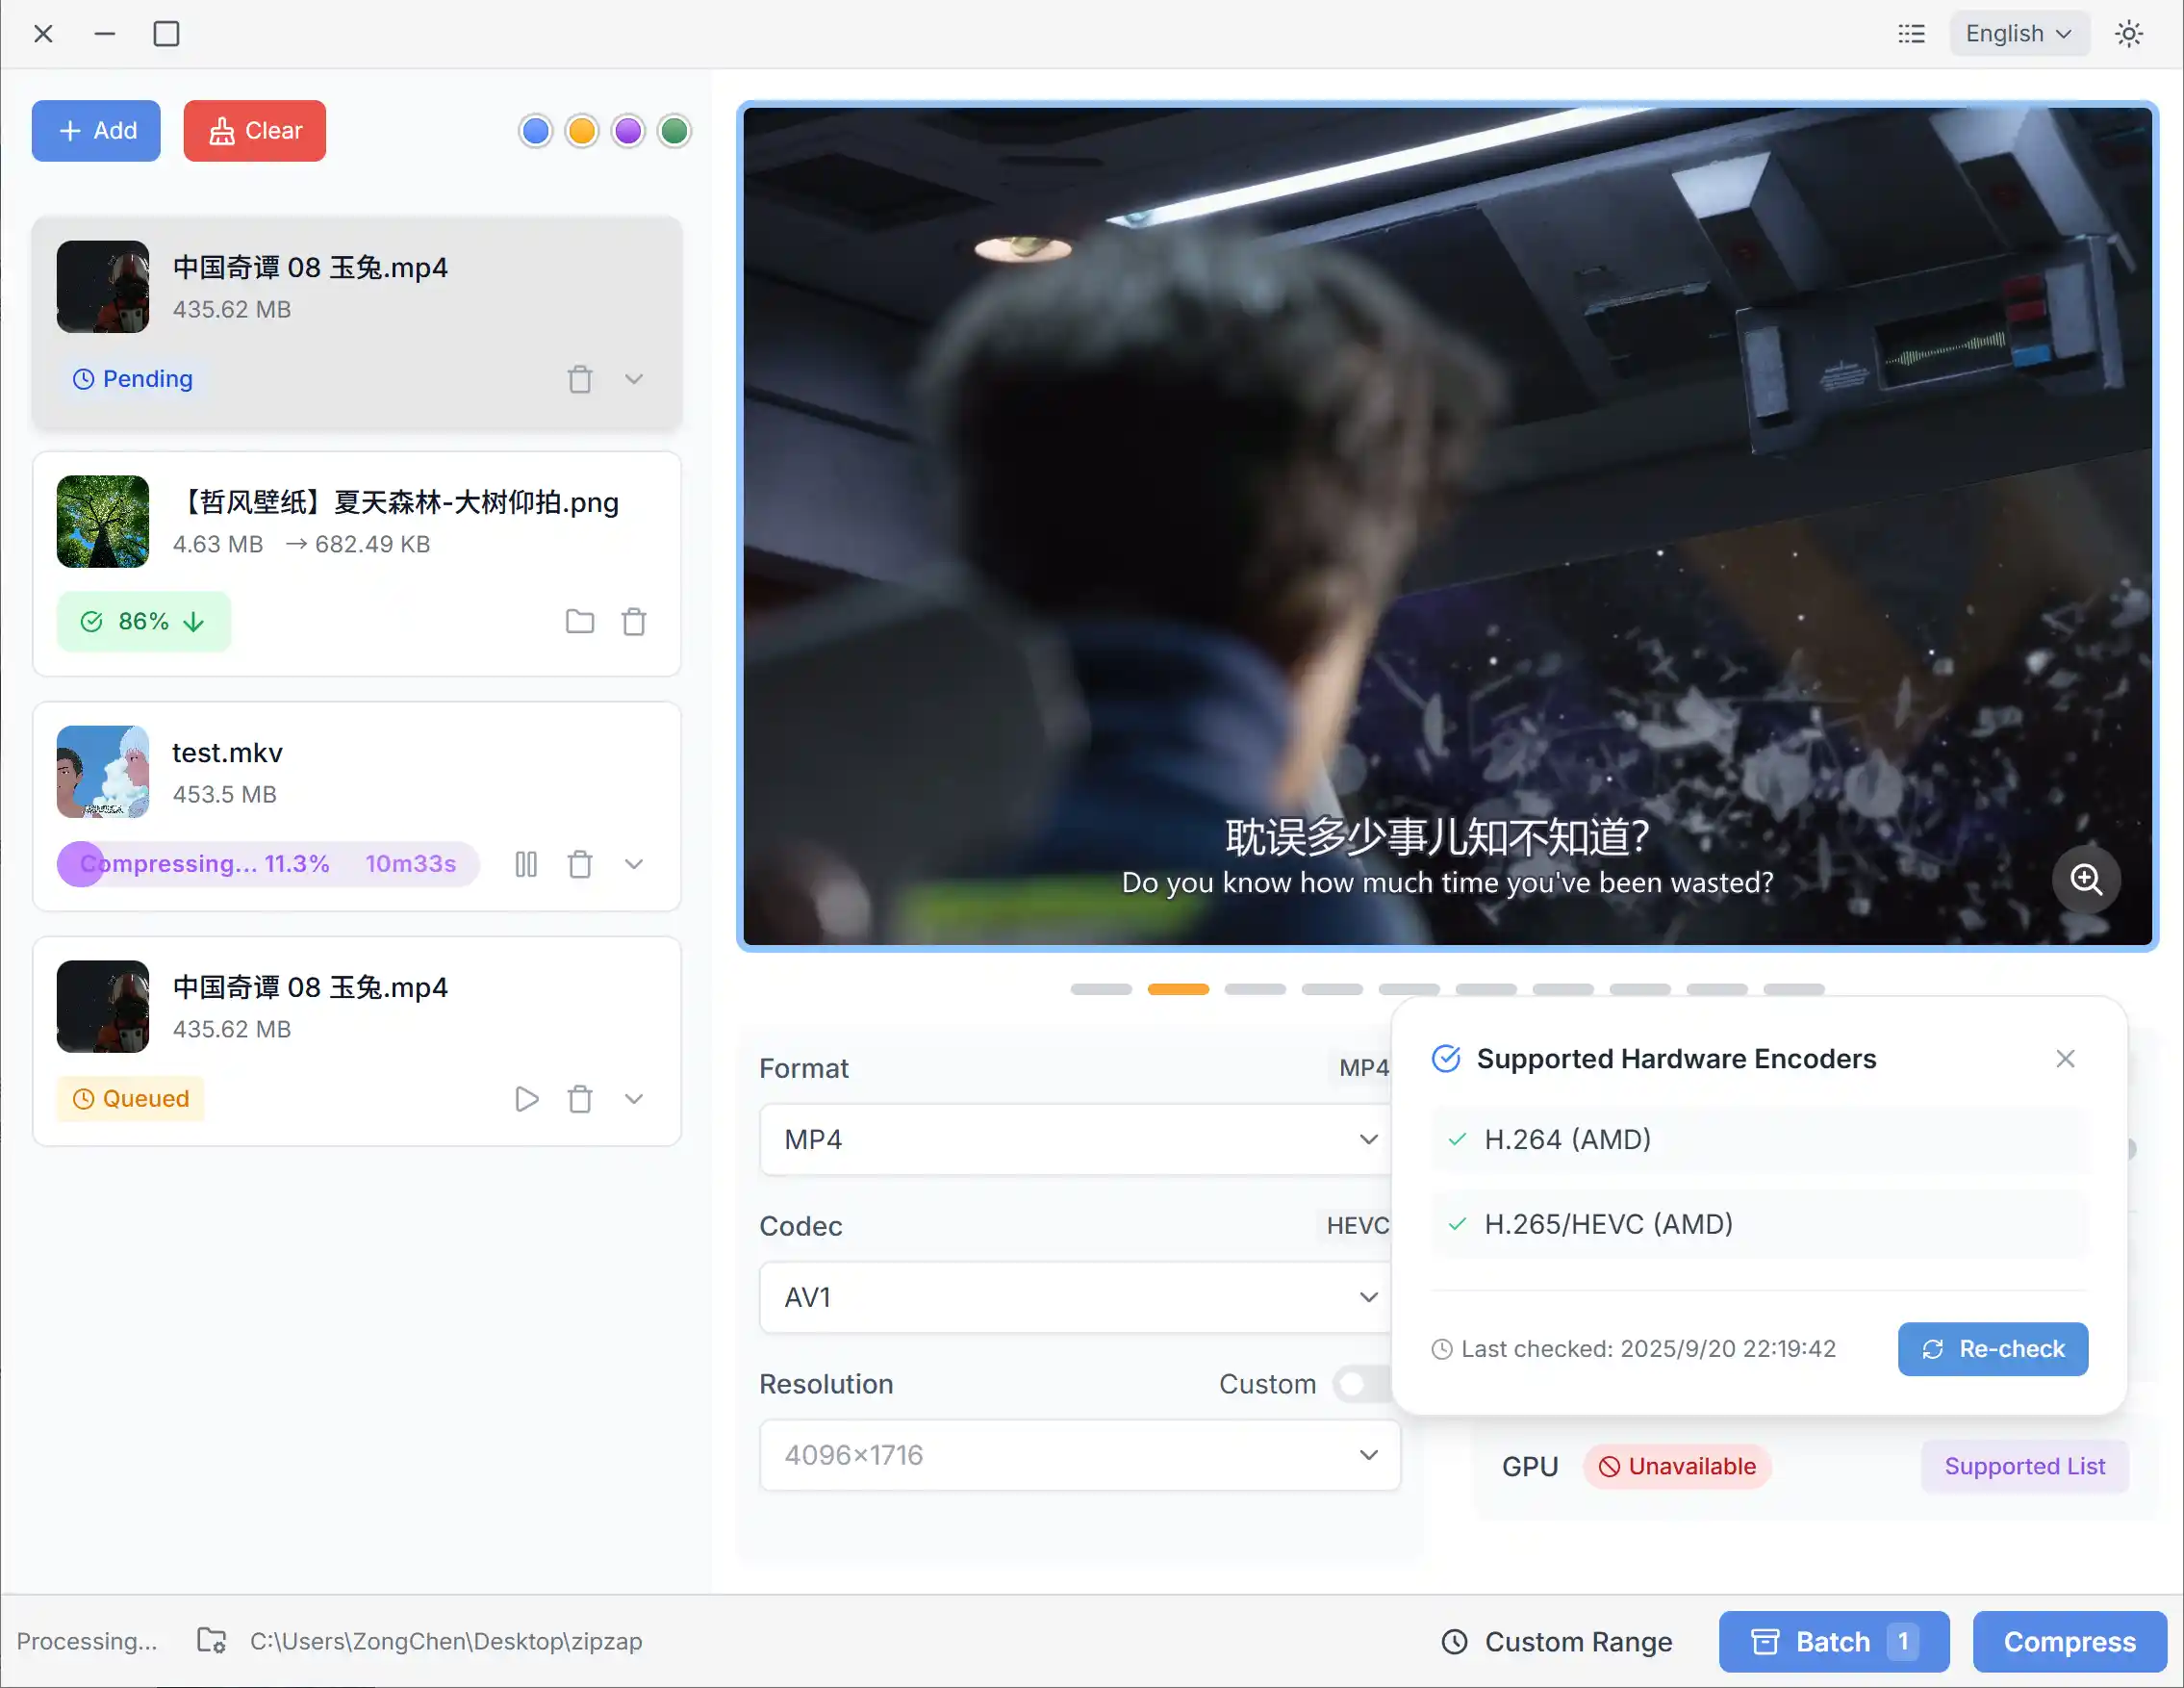 English
Add
Clear
中国奇谭 08 玉兔.mp4
435.62 MB
Pending
【哲风壁纸】夏天森林-大树仰拍.png
4.63 MB → 682.49 KB
86% ↓
test.mkv
453.5 MB
Compressing... 11.3% 10m33s
中国奇谭 08 玉兔.mp4
435.62 MB
Queued
耽误多少事儿知不知道?
Do you know how much time you've been wasted?
Format MP4
MP4
Codec HEVC
AV1
Resolution Custom
4096×1716
Supported Hardware Encoders
H.264 (AMD)
H.265/HEVC (AMD)
Last checked: 2025/9/20 22:19:42
Re-check
GPU Unavailable Supported List
Processing... C:\Users\ZongChen\Desktop\zipzap
Custom Range Batch 1 Compress